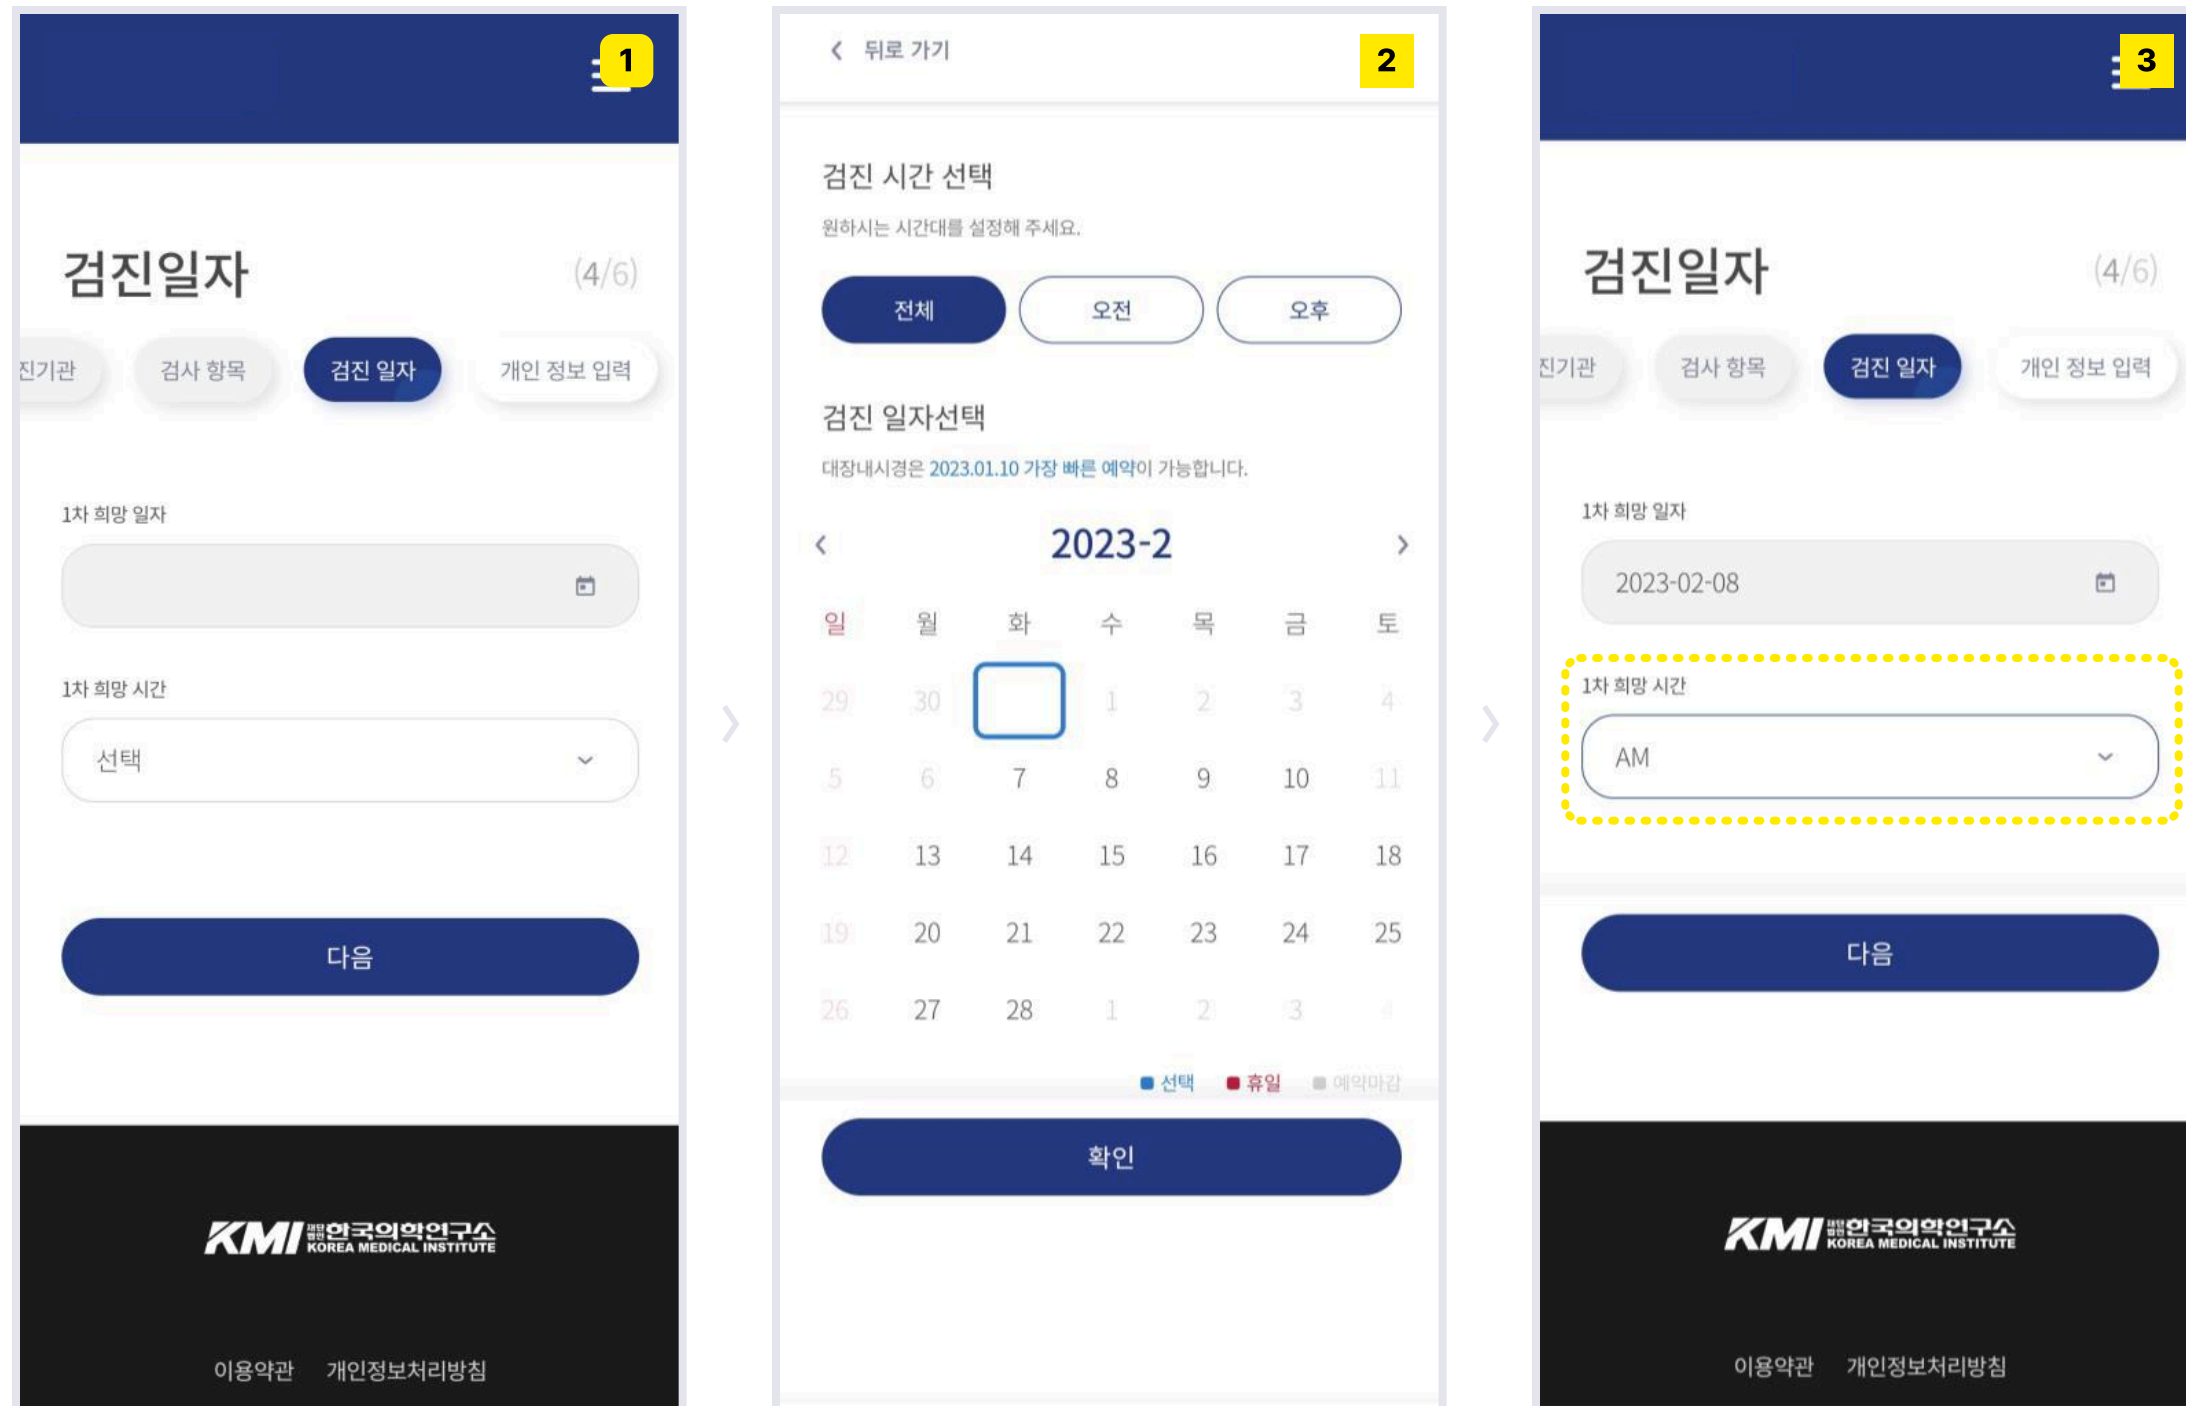 1
검진일자
(4/6)
진기관 검사 항목 검진 일자 개인 정보 입력
1차 희망 일자
1차 희망 시간
선택
다음
KMI 재단법인 한국의학연구소
KOREA MEDICAL INSTITUTE
이용약관 개인정보처리방침
뒤로 가기
2
검진 시간 선택
원하시는 시간대를 설정해 주세요.
전체 오전 오후
검진 일자선택
대장내시경은 2023.01.10 가장 빠른 예약이 가능합니다.
2023-2
일 월 화 수 목 금 토
29 30 1 2 3 4
5 6 7 8 9 10 11
12 13 14 15 16 17 18
19 20 21 22 23 24 25
26 27 28 1 2 3 4
선택 휴일 예약마감
확인
3
검진일자
(4/6)
진기관 검사 항목 검진 일자 개인 정보 입력
1차 희망 일자
2023-02-08
1차 희망 시간
AM
다음
KMI 재단법인 한국의학연구소
KOREA MEDICAL INSTITUTE
이용약관 개인정보처리방침